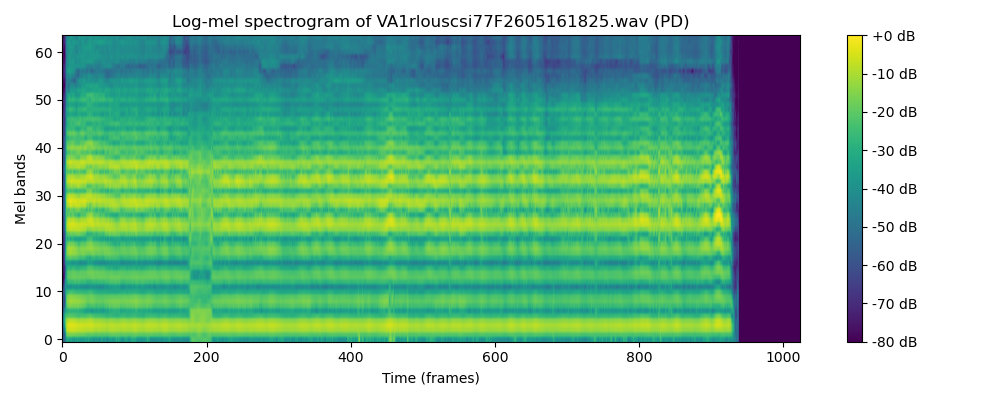 Log-mel spectrogram of VA1rlouscsi77F2605161825.wav (PD)
Mel bands
60
50
40
30
20
10
0
0
200
400
600
800
1000
Time (frames)
+0 dB
-10 dB
-20 dB
-30 dB
-40 dB
-50 dB
-60 dB
-70 dB
-80 dB